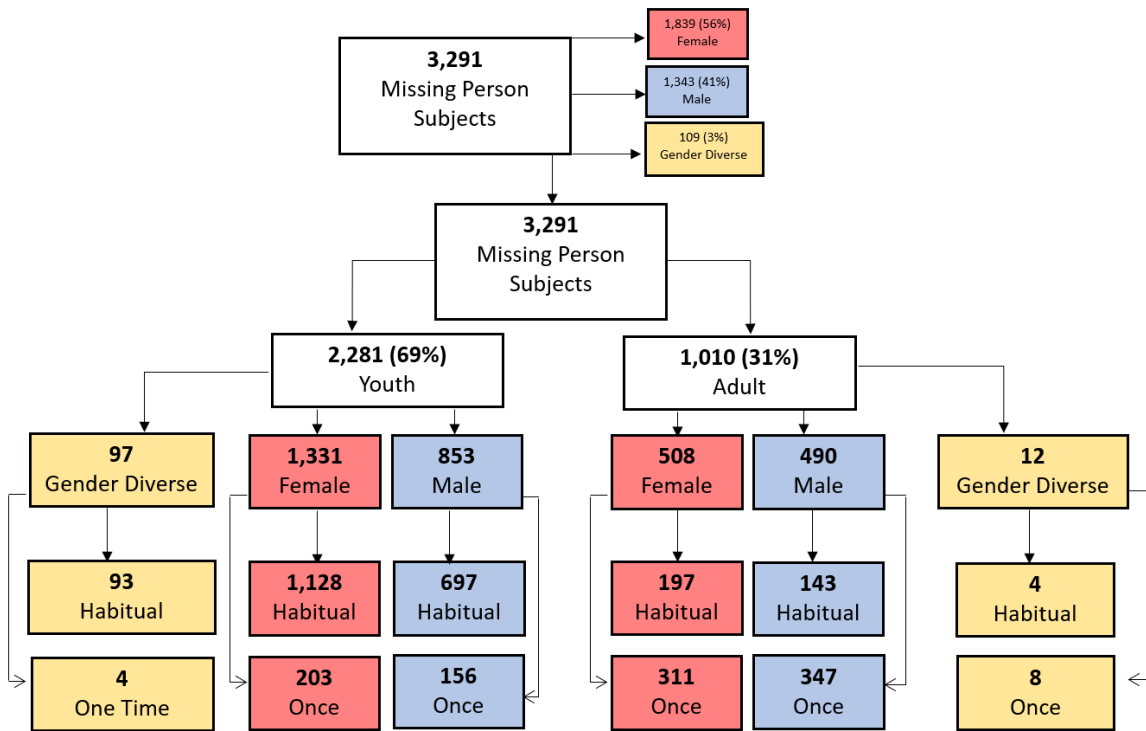 3,291
Missing Person
Subjects
1,839 (56%)
Female
1,343 (41%)
Male
109 (3%)
Gender Diverse
3,291
Missing Person
Subjects
2,281 (69%)
Youth
1,010 (31%)
Adult
97
Gender Diverse
1,331
Female
853
Male
508
Female
490
Male
12
Gender Diverse
93
Habitual
1,128
Habitual
697
Habitual
197
Habitual
143
Habitual
4
Habitual
4
One Time
203
Once
156
Once
311
Once
347
Once
8
Once